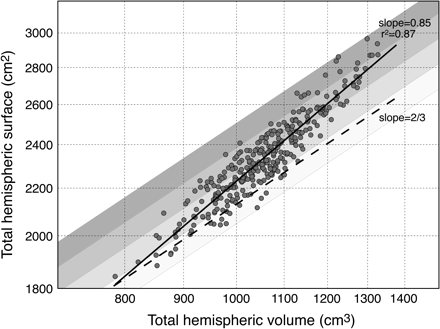 slope=0.85
r²=0.87
3000
2800
2600
2400
2200
2000
1800
slope=2/3
800
900
1000
1100
1200
1300
1400
Total hemispheric surface (cm2)
Total hemispheric volume (cm³)